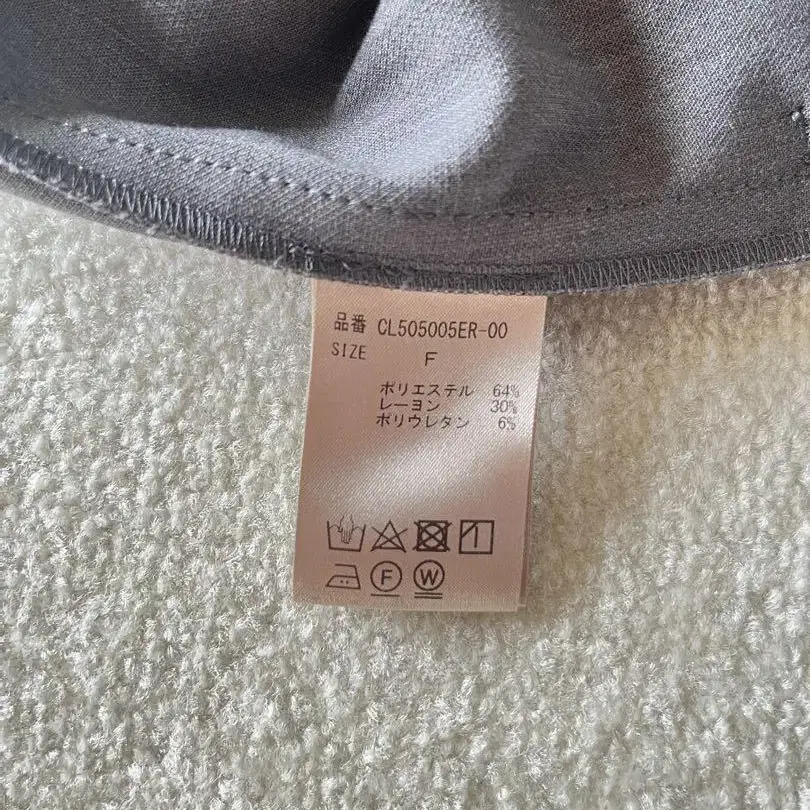 品番 CL505005ER-00
SIZE F
ポリエステル 64%
レーヨン 30%
ポリウレタン 6%
F W